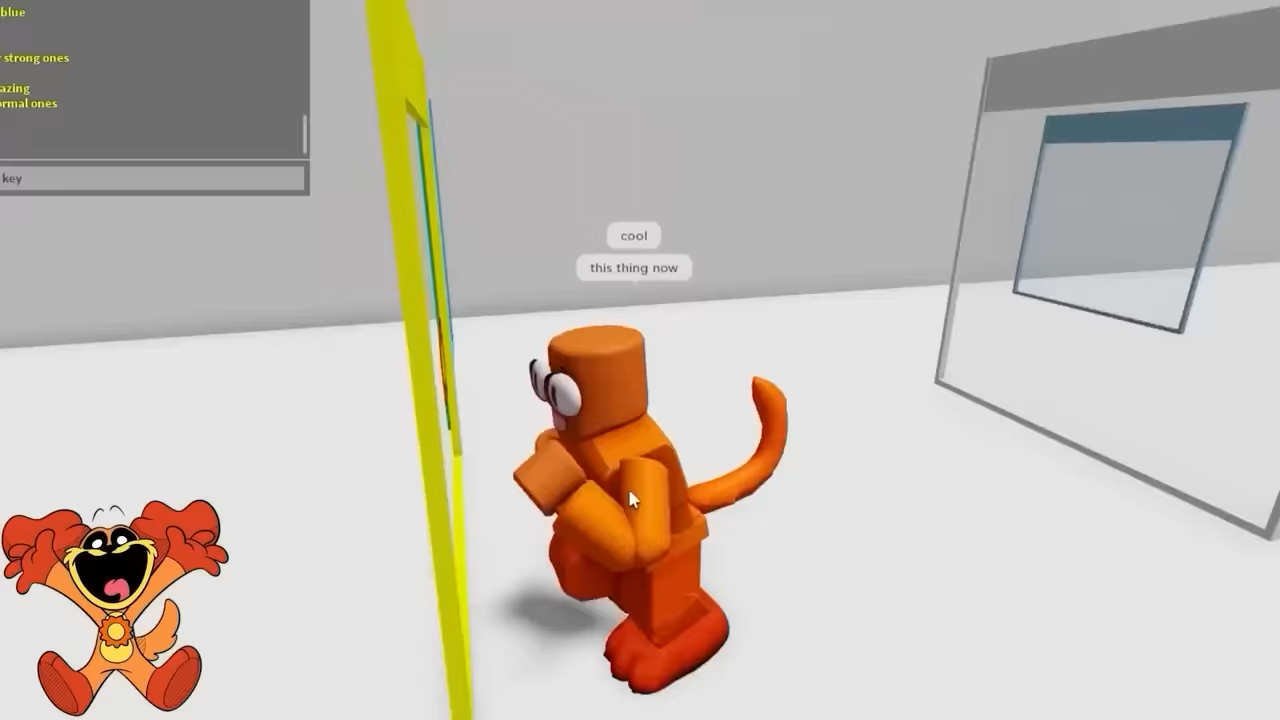 blue
strong ones
azing
ormal ones
key
cool
this thing now